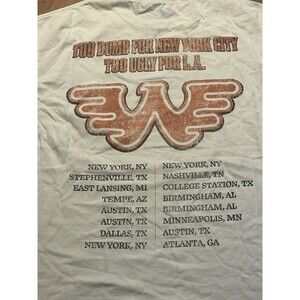 TOO DUMB FOR NEW YORK CITY
TOO UGLY FOR L.A.
NEW YORK, NY
STEPHENVILLE, TX
EAST LANSING, MI
TEMPE, AZ
AUSTIN, TX
AUSTIN, TX
DALLAS, TX
NEW YORK, NY
NEW YORK, NY
NASHVILLE, TN
COLLEGE STATION, TX
BIRMINGHAM, AL
BIRMINGHAM, AL
MINNEAPOLIS, MN
AUSTIN, TX
ATLANTA, GA